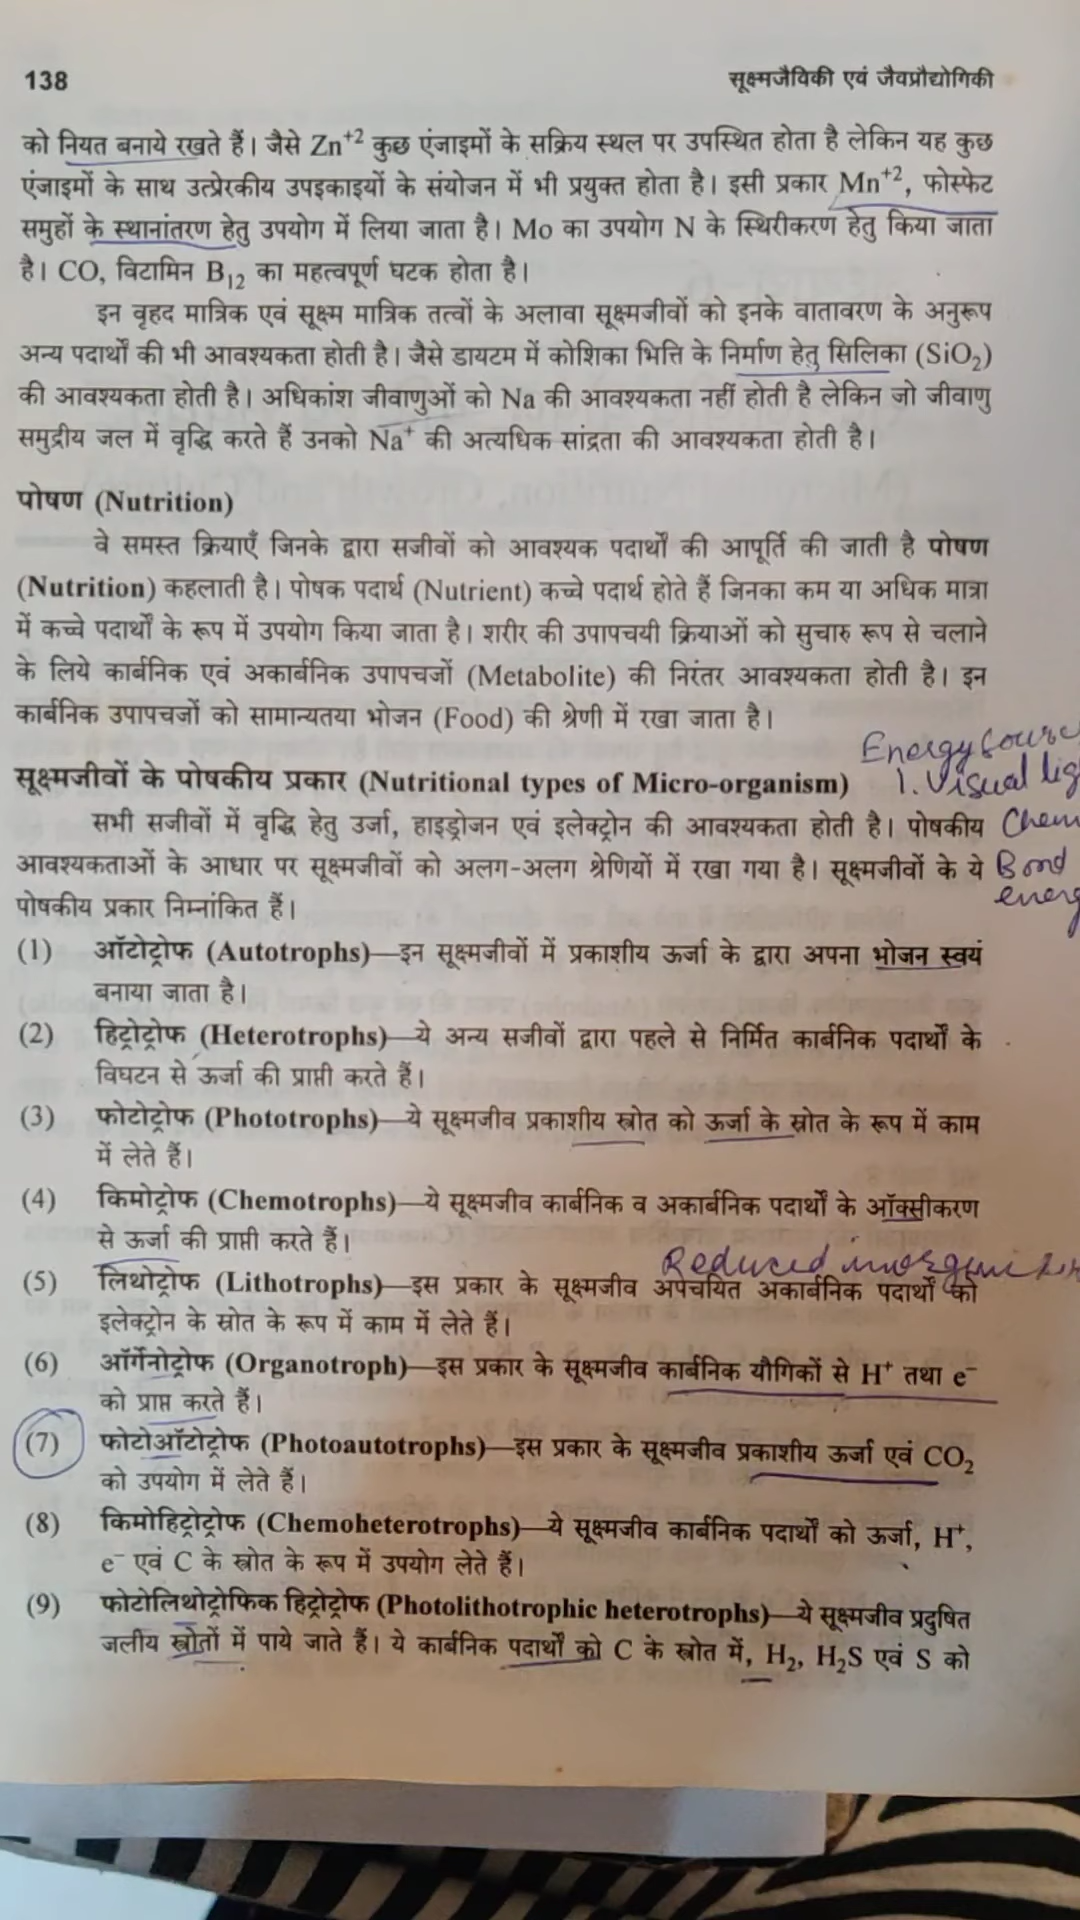 138
सूक्ष्मजैविकी एवं जैवप्रौद्योगिकी
को नियत बनाये रखते हैं। जैसे Zn⁺² कुछ एंजाइमों के सक्रिय स्थल पर उपस्थित होता है लेकिन यह कुछ
एंजाइमों के साथ उत्प्रेरकीय उपइकाइयों के संयोजन में भी प्रयुक्त होता है। इसी प्रकार Mn⁺², फोस्फेट
समुहों के स्थानांतरण हेतु उपयोग में लिया जाता है। Mo का उपयोग N के स्थिरीकरण हेतु किया जाता
है। CO, विटामिन B₁₂ का महत्वपूर्ण घटक होता है।
इन वृहद मात्रिक एवं सूक्ष्म मात्रिक तत्वों के अलावा सूक्ष्मजीवों को इनके वातावरण के अनुरूप
अन्य पदार्थों की भी आवश्यकता होती है। जैसे डायटम में कोशिका भित्ति के निर्माण हेतु सिलिका (SiO₂)
की आवश्यकता होती है। अधिकांश जीवाणुओं को Na की आवश्यकता नहीं होती है लेकिन जो जीवाणु
समुद्रीय जल में वृद्धि करते हैं उनको Na⁺ की अत्यधिक सांद्रता की आवश्यकता होती है।
पोषण (Nutrition)
वे समस्त क्रियाएँ जिनके द्वारा सजीवों को आवश्यक पदार्थों की आपूर्ति की जाती है पोषण
(Nutrition) कहलाती है। पोषक पदार्थ (Nutrient) कच्चे पदार्थ होते हैं जिनका कम या अधिक मात्रा
में कच्चे पदार्थों के रूप में उपयोग किया जाता है। शरीर की उपापचयी क्रियाओं को सुचारु रूप से चलाने
के लिये कार्बनिक एवं अकार्बनिक उपापचजों (Metabolite) की निरंतर आवश्यकता होती है। इन
कार्बनिक उपापचजों को सामान्यतया भोजन (Food) की श्रेणी में रखा जाता है।
Energy Sourc
सूक्ष्मजीवों के पोषकीय प्रकार (Nutritional types of Micro-organism) 1. Visual lig
सभी सजीवों में वृद्धि हेतु उर्जा, हाइड्रोजन एवं इलेक्ट्रोन की आवश्यकता होती है। पोषकीय Chem
आवश्यकताओं के आधार पर सूक्ष्मजीवों को अलग-अलग श्रेणियों में रखा गया है। सूक्ष्मजीवों के ये Bond
पोषकीय प्रकार निम्नांकित हैं। energ
(1) ऑटोट्रोफ (Autotrophs)—इन सूक्ष्मजीवों में प्रकाशीय ऊर्जा के द्वारा अपना भोजन स्वयं
बनाया जाता है।
(2) हिट्रोट्रोफ (Heterotrophs)—ये अन्य सजीवों द्वारा पहले से निर्मित कार्बनिक पदार्थों के
विघटन से ऊर्जा की प्राप्ती करते हैं।
(3) फोटोट्रोफ (Phototrophs)—ये सूक्ष्मजीव प्रकाशीय स्त्रोत को ऊर्जा के स्त्रोत के रूप में काम
में लेते हैं।
(4) किमोट्रोफ (Chemotrophs)—ये सूक्ष्मजीव कार्बनिक व अकार्बनिक पदार्थों के ऑक्सीकरण
से ऊर्जा की प्राप्ती करते हैं।
Reduced inorgani
(5) लिथोट्रोफ (Lithotrophs)—इस प्रकार के सूक्ष्मजीव अपचयित अकार्बनिक पदार्थों को
इलेक्ट्रोन के स्रोत के रूप में काम में लेते हैं।
(6) ऑर्गेनोट्रोफ (Organotroph)—इस प्रकार के सूक्ष्मजीव कार्बनिक यौगिकों से H⁺ तथा e⁻
को प्राप्त करते हैं।
(7) फोटोऑटोट्रोफ (Photoautotrophs)—इस प्रकार के सूक्ष्मजीव प्रकाशीय ऊर्जा एवं CO₂
को उपयोग में लेते हैं।
(8) किमोहिट्रोट्रोफ (Chemoheterotrophs)—ये सूक्ष्मजीव कार्बनिक पदार्थों को ऊर्जा, H⁺,
e⁻ एवं C के स्त्रोत के रूप में उपयोग लेते हैं।
(9) फोटोलिथोट्रोफिक हिट्रोट्रोफ (Photolithotrophic heterotrophs)—ये सूक्ष्मजीव प्रदुषित
जलीय स्त्रोतों में पाये जाते हैं। ये कार्बनिक पदार्थों को C के स्त्रोत में, H₂, H₂S एवं S को